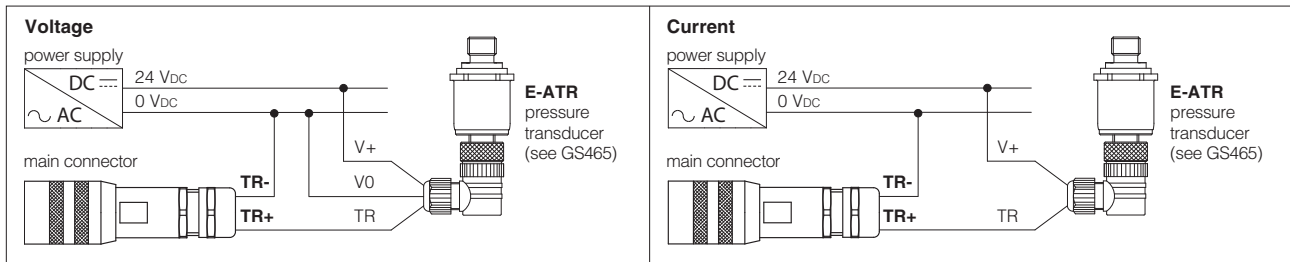 Voltage
power supply
DC
AC
24 VDC
0 VDC
E-ATR
pressure
transducer
(see GS465)
V+
main connector
TR-
V0
TR+
TR
Current
power supply
DC
AC
24 VDC
0 VDC
E-ATR
pressure
transducer
(see GS465)
V+
main connector
TR-
TR+
TR